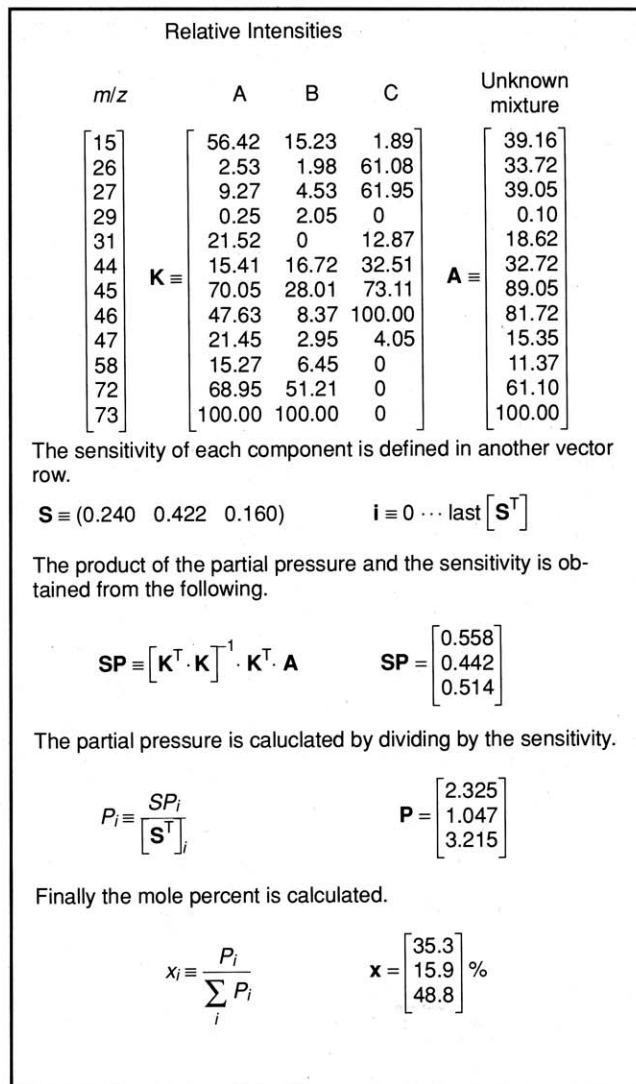 Relative Intensities
m/z A B C Unknown mixture
15 56.42 15.23 1.89 39.16
26 2.53 1.98 61.08 33.72
27 9.27 4.53 61.95 39.05
29 0.25 2.05 0 0.10
31 21.52 0 12.87 18.62
44 15.41 16.72 32.51 32.72
45 K ≡ 70.05 28.01 73.11 A ≡ 89.05
46 47.63 8.37 100.00 81.72
47 21.45 2.95 4.05 15.35
58 15.27 6.45 0 11.37
72 68.95 51.21 0 61.10
73 100.00 100.00 0 100.00
The sensitivity of each component is defined in another vector
row.
S ≡ (0.240 0.422 0.160) i ≡ 0 ··· last [Sᵀ]
The product of the partial pressure and the sensitivity is ob-
tained from the following.
SP ≡ [Kᵀ · K]⁻¹ · Kᵀ · A SP = [0.558 0.442 0.514]
The partial pressure is caluclated by dividing by the sensitivity.
Pᵢ ≡ SPᵢ / [Sᵀ]ᵢ P = [2.325 1.047 3.215]
Finally the mole percent is calculated.
xᵢ ≡ Pᵢ / ∑ᵢ Pᵢ x = [35.3 15.9 48.8] %